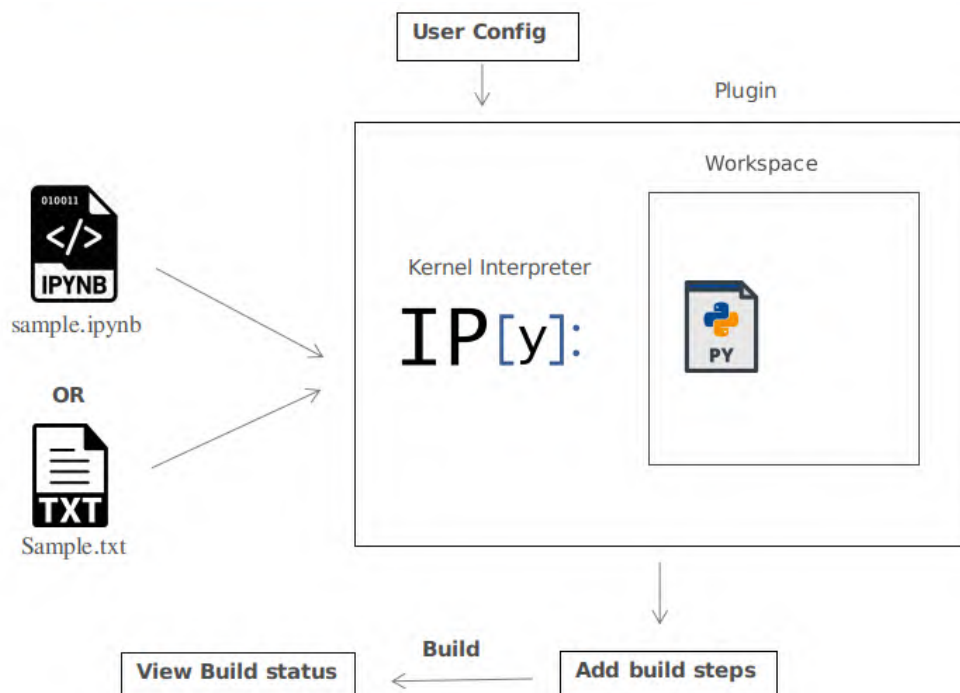 User Config
Plugin
Workspace
010011
</>
IPYNB
sample.ipynb
Kernel Interpreter
IP[y]:
PY
OR
TXT
Sample.txt
Build
View Build status
Add build steps